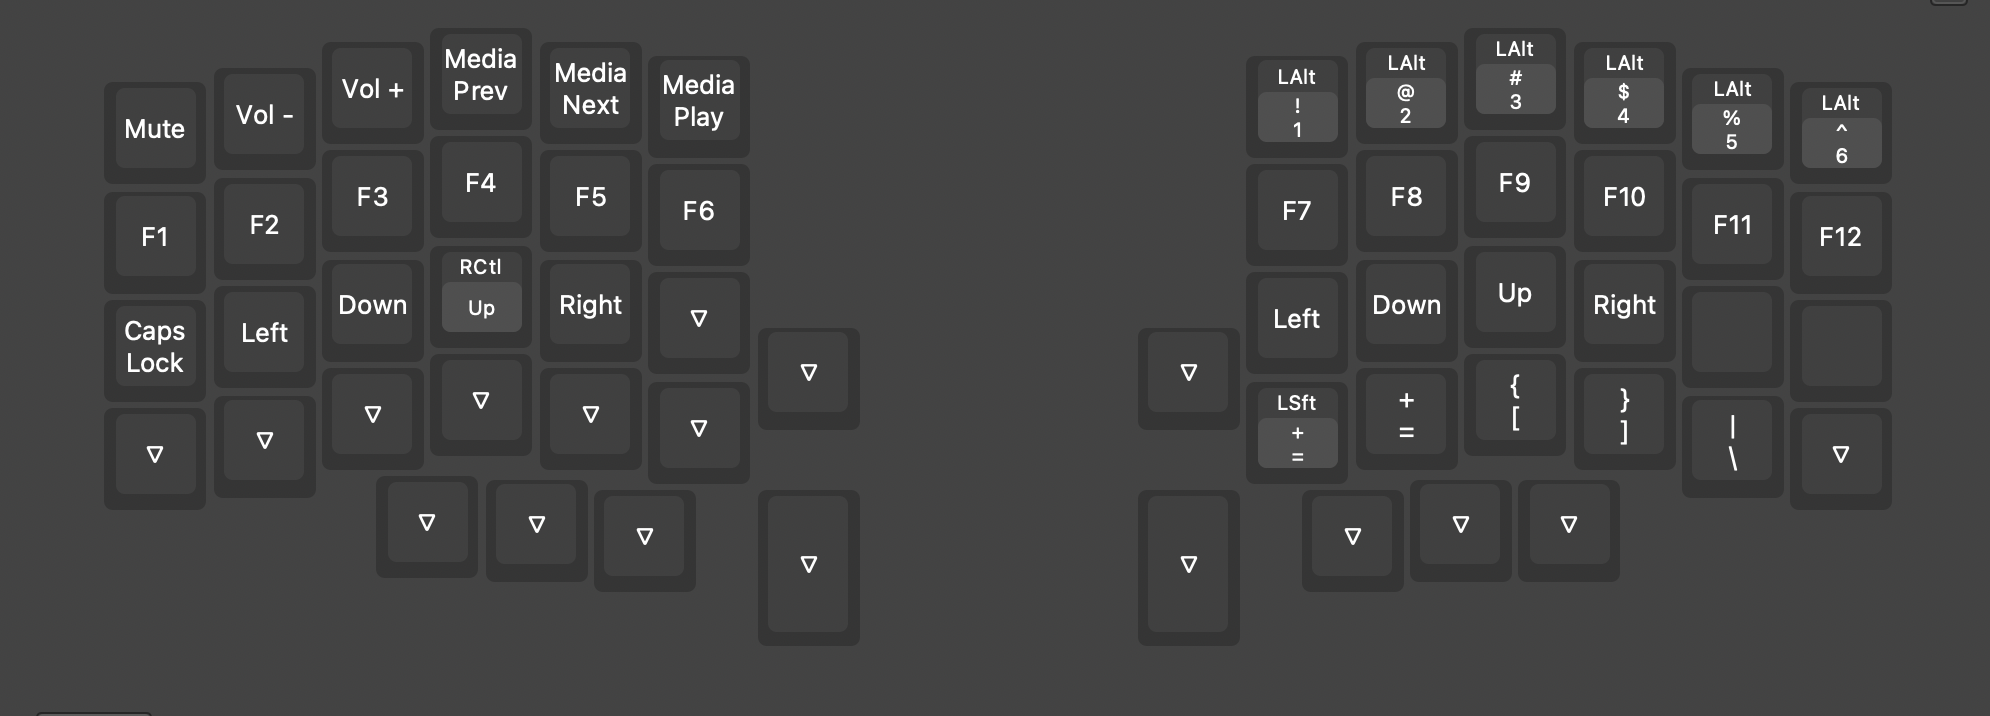 Mute
Vol -
Vol +
Media
Prev
Media
Next
Media
Play
LAlt
!
1
LAlt
@
2
LAlt
#
3
LAlt
$
4
LAlt
%
5
LAlt
^
6
F1
F2
F3
F4
F5
F6
F7
F8
F9
F10
F11
F12
Caps
Lock
Left
Down
RCtl
Up
Right
▽
▽
▽
Left
Down
Up
Right
▽
▽
▽
▽
▽
▽
LSft
+
=
+
=
{
[
}
]
|
\
▽
▽
▽
▽
▽
▽
▽
▽
▽